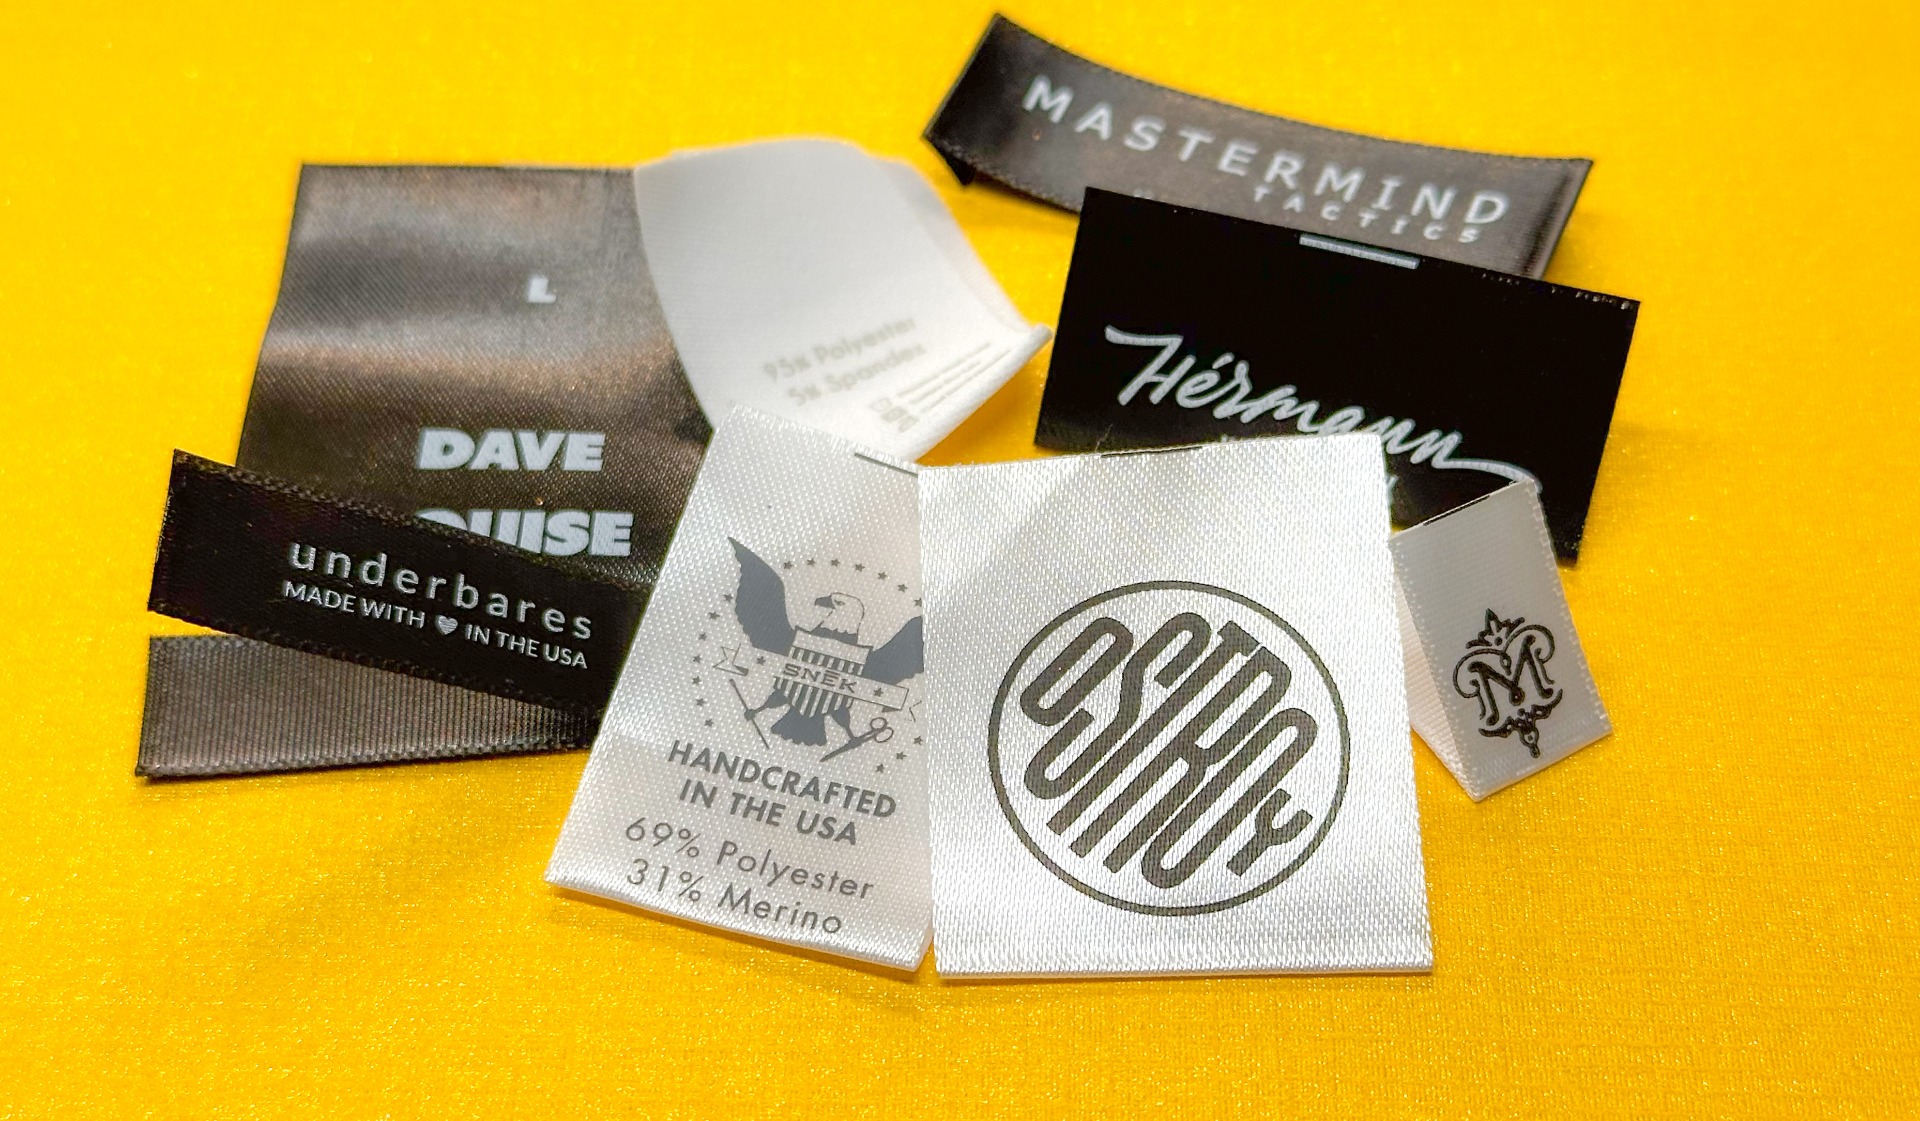 MASTERMIND
TACTICS
L
DAVE
UISE
95% Polyester
5% Spandex
Hérmann
underbares
MADE WITH ♥ IN THE USA
SNEK
HANDCRAFTED
IN THE USA
69% Polyester
31% Merino
OSTROY
M